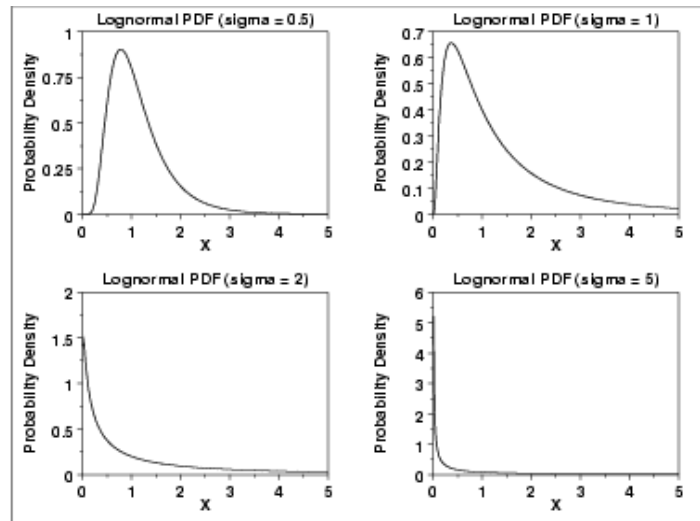 Lognormal PDF (sigma = 0.5)
Probability Density
1
0.75
0.5
0.25
0
0 1 2 3 4 5
X
Lognormal PDF (sigma = 1)
Probability Density
0.7
0.6
0.5
0.4
0.3
0.2
0.1
0
0 1 2 3 4 5
X
Lognormal PDF (sigma = 2)
Probability Density
2
1.5
1
0.5
0
0 1 2 3 4 5
X
Lognormal PDF (sigma = 5)
Probability Density
6
5
4
3
2
1
0
0 1 2 3 4 5
X